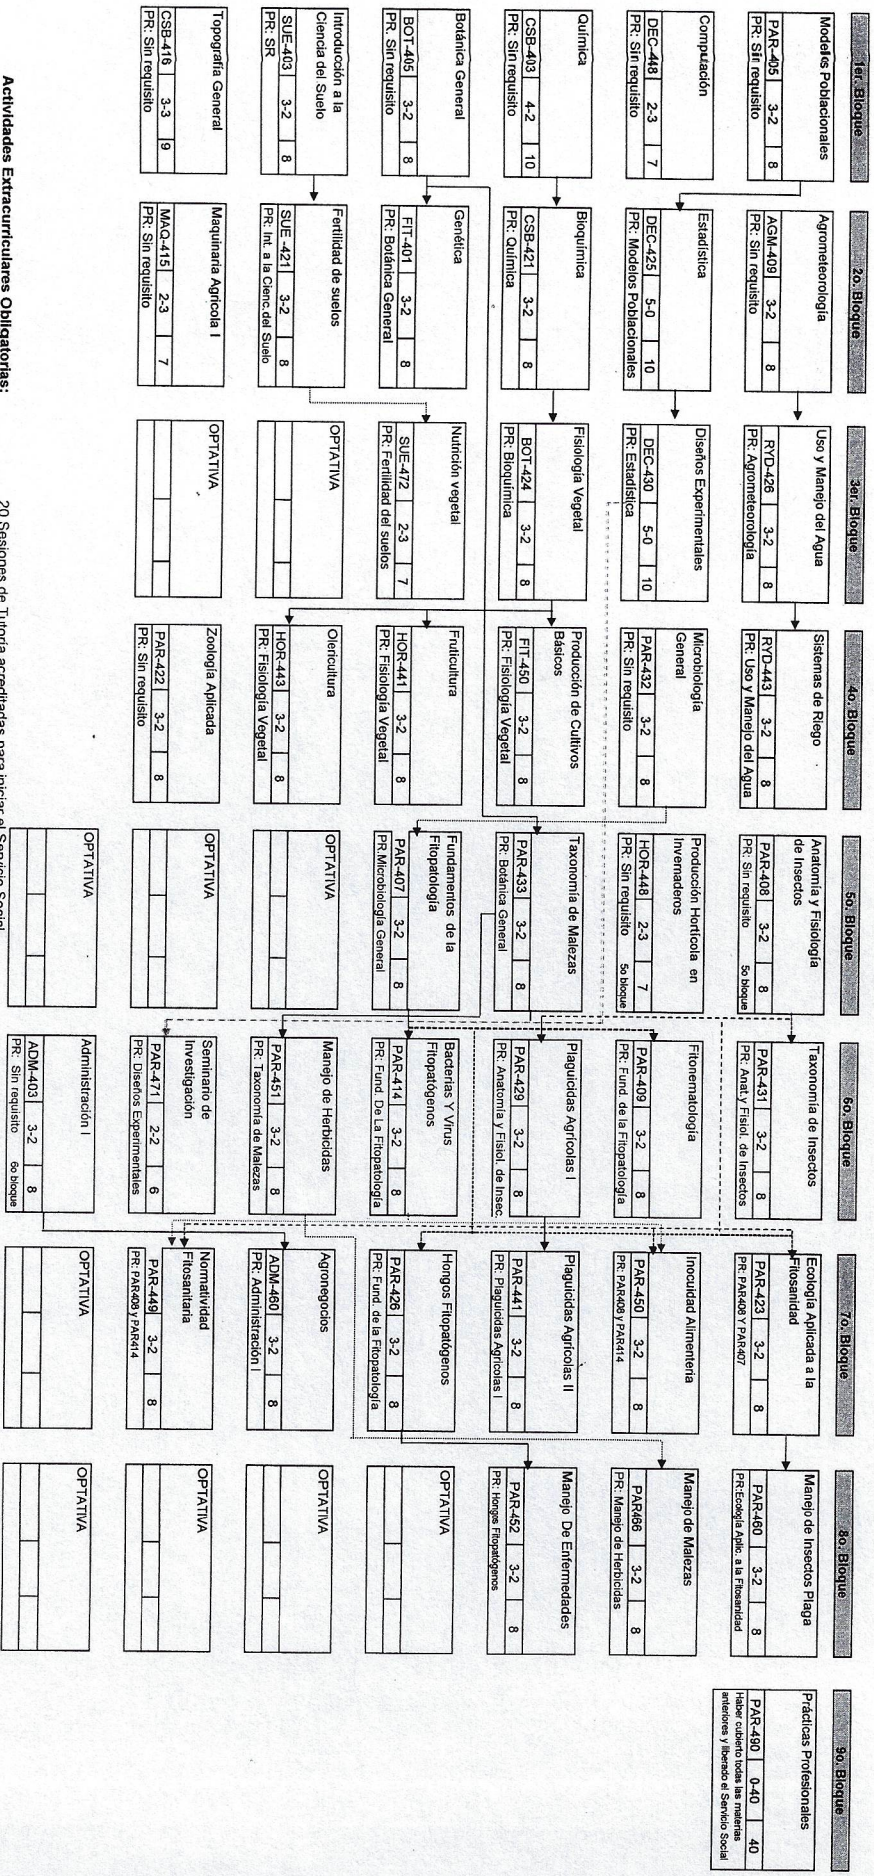 1er. Bloque
Modelos Poblacionales
PAR-405 3-2 8
PR: Sin requisito
Computación
DEC-448 2-3 7
PR: Sin requisito
Química
CSB-403 4-2 10
PR: Sin requisito
Botánica General
BOT-405 3-2 8
PR: Sin requisito
Introducción a la
Ciencia del Suelo
SUE-403 3-2 8
PR: SR
Topografía General
CSB-416 3-3 9
PR: Sin requisito
2o. Bloque
Agrometeorología
AGM-409 3-2 8
PR: Sin requisito
Estadística
DEC-425 5-0 10
PR: Modelos Poblacionales
Bioquímica
CSB-421 3-2 8
PR: Química
Genética
FIT-401 3-2 8
PR: Botánica General
Fertilidad de suelos
SUE -421 3-2 8
PR: Int. a la Cienc.del Suelo
Maquinaria Agrícola I
MAQ-415 2-3 7
PR: Sin requisito
3er. Bloque
Uso y Manejo del Agua
RYD-426 3-2 8
PR: Agrometeorología
Diseños Experimentales
DEC-430 5-0 10
PR: Estadística
Fisiología Vegetal
BOT-424 3-2 8
PR: Bioquímica
Nutrición vegetal
SUE-472 2-3 7
PR: Fertilidad del suelos
OPTATIVA
OPTATIVA
4o. Bloque
Sistemas de Riego
RYD-443 3-2 8
PR: Uso y Manejo del Agua
Microbiología
General
PAR-432 3-2 8
PR: Sin requisito
Producción de Cultivos
Básicos
FIT-450 3-2 8
PR: Fisiología Vegetal
Fruticultura
HOR-441 3-2 8
PR: Fisiología Vegetal
Olericultura
HOR-443 3-2 8
PR: Fisiología Vegetal
Zoología Aplicada
PAR-422 3-2 8
PR: Sin requisito
5o. Bloque
Anatomía y Fisiología
de Insectos
PAR-408 3-2 8
PR: Sin requisito 5o bloque
Producción Hortícola en
Invernaderos
HOR-448 2-3 7
PR: Sin requisito 5o bloque
Taxonomía de Malezas
PAR-433 3-2 8
PR: Botánica General
Fundamentos de la
Fitopatología
PAR-407 3-2 8
PR.Microbiología General
OPTATIVA
OPTATIVA
OPTATIVA
6o. Bloque
Taxonomía de Insectos
PAR-431 3-2 8
PR: Anat.y Fisiol. de Insectos
Fitonematología
PAR-409 3-2 8
PR: Fund. de la Fitopatología
Plaguicidas Agrícolas I
PAR-429 3-2 8
PR: Anatomía y Fisiol. de Insec.
Bacterias Y Virus
Fitopatógenos
PAR-414 3-2 8
PR: Fund. De La Fitopatología
Manejo de Herbicidas
PAR-451 3-2 8
PR: Taxonomía de Malezas
Seminario de
Investigación
PAR-471 2-2 6
PR: Diseños Experimentales
Administración I
ADM-403 3-2 8
PR: Sin requisito 6o bloque
7o. Bloque
Ecología Aplicada a la
Fitosanidad
PAR-423 3-2 8
PR: PAR408 Y PAR407
Inocuidad Alimenteria
PAR-450 3-2 8
PR: PAR408 y PAR414
Plaguicidas Agrícolas II
PAR-441 3-2 8
PR: Plaguicidas Agrícolas I
Hongos Fitopatógenos
PAR-426 3-2 8
PR: Fund. de la Fitopatología
Agronegocios
ADM-460 3-2 8
PR: Administración I
Normatividad
Fitosanitaria
PAR-449 3-2 8
PR: PAR408 y PAR414
OPTATIVA
8o. Bloque
Manejo de Insectos Plaga
PAR-460 3-2 8
PR:Ecología Aplic. a la Fitosanidad
Manejo de Malezas
PAR466 3-2 8
PR: Manejo de Herbicidas
Manejo De Enfermedades
PAR-452 3-2 8
PR: Hongos Fitopatógenos
OPTATIVA
OPTATIVA
OPTATIVA
OPTATIVA
9o. Bloque
Prácticas Profesionales
PAR-490 0-40 40
Haber cubierto todas las materias
anteriores y liberado el Servicio Social
Actividades Extracurriculares Obligatorias:
20 Sesiones de Tutoría acreditadas para iniciar el Servicio Social